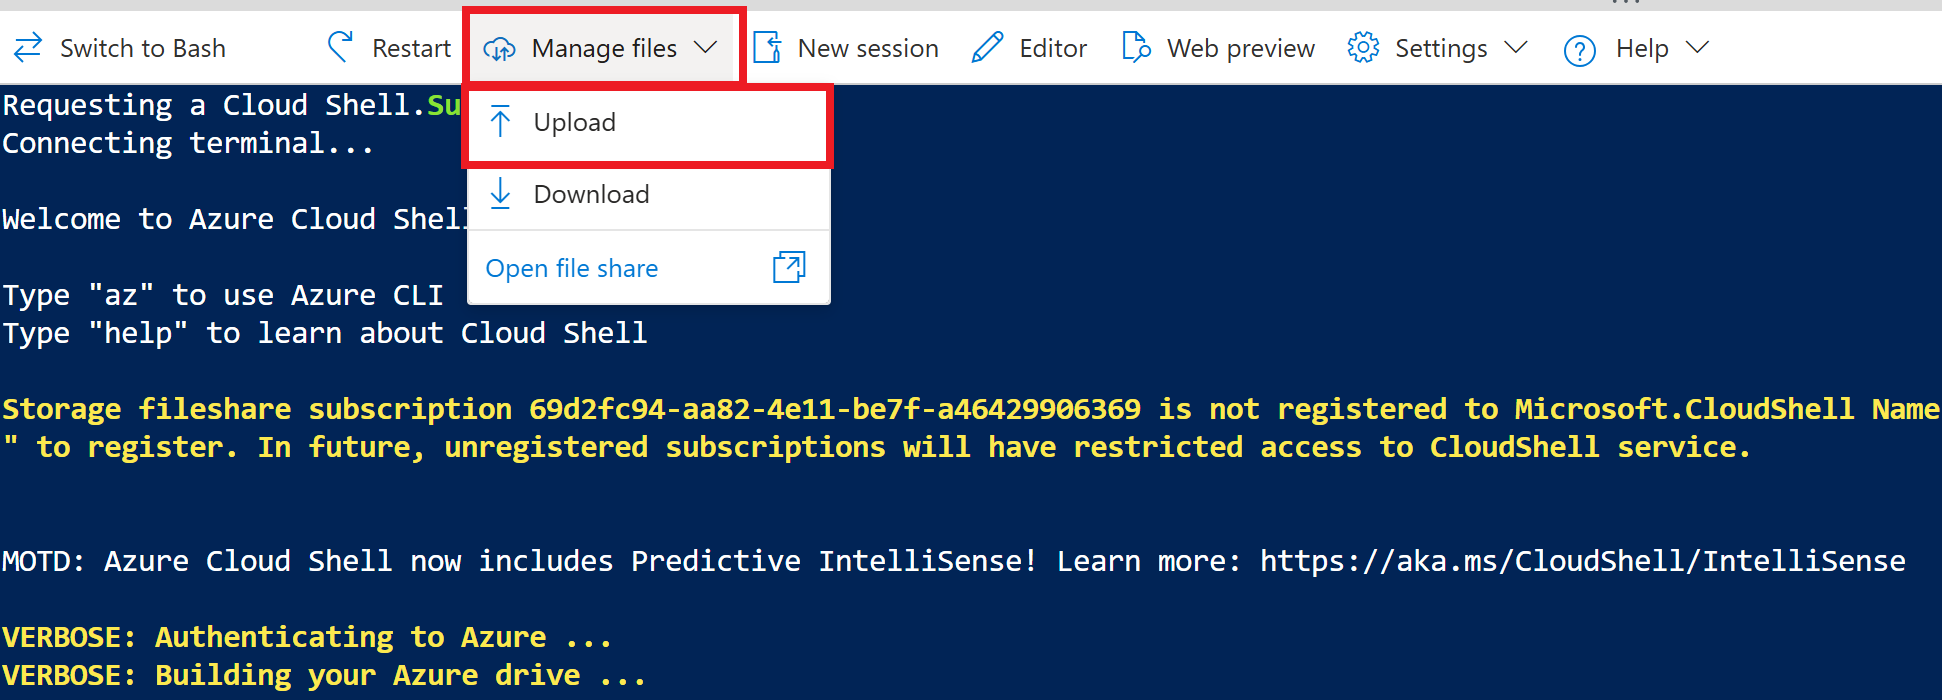 Switch to Bash Restart Manage files New session Editor Web preview Settings Help
Requesting a Cloud Shell.Su
Upload
Connecting terminal...
Download
Welcome to Azure Cloud Shell
Open file share
Type "az" to use Azure CLI
Type "help" to learn about Cloud Shell
Storage fileshare subscription 69d2fc94-aa82-4e11-be7f-a46429906369 is not registered to Microsoft.CloudShell Name
" to register. In future, unregistered subscriptions will have restricted access to CloudShell service.
MOTD: Azure Cloud Shell now includes Predictive IntelliSense! Learn more: https://aka.ms/CloudShell/IntelliSense
VERBOSE: Authenticating to Azure ...
VERBOSE: Building your Azure drive ...